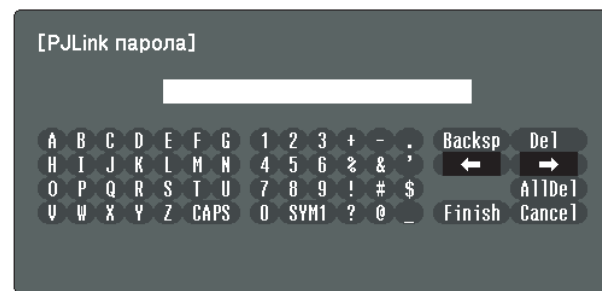 [PJLink парола]
A B C D E F G 1 2 3 + - . Backsp Del
H I J K L M N 4 5 6 % & ’ ← →
O P Q R S T U 7 8 9 ! # $ AllDel
V W X Y Z CAPS 0 SYM1 ? @ _ Finish Cancel